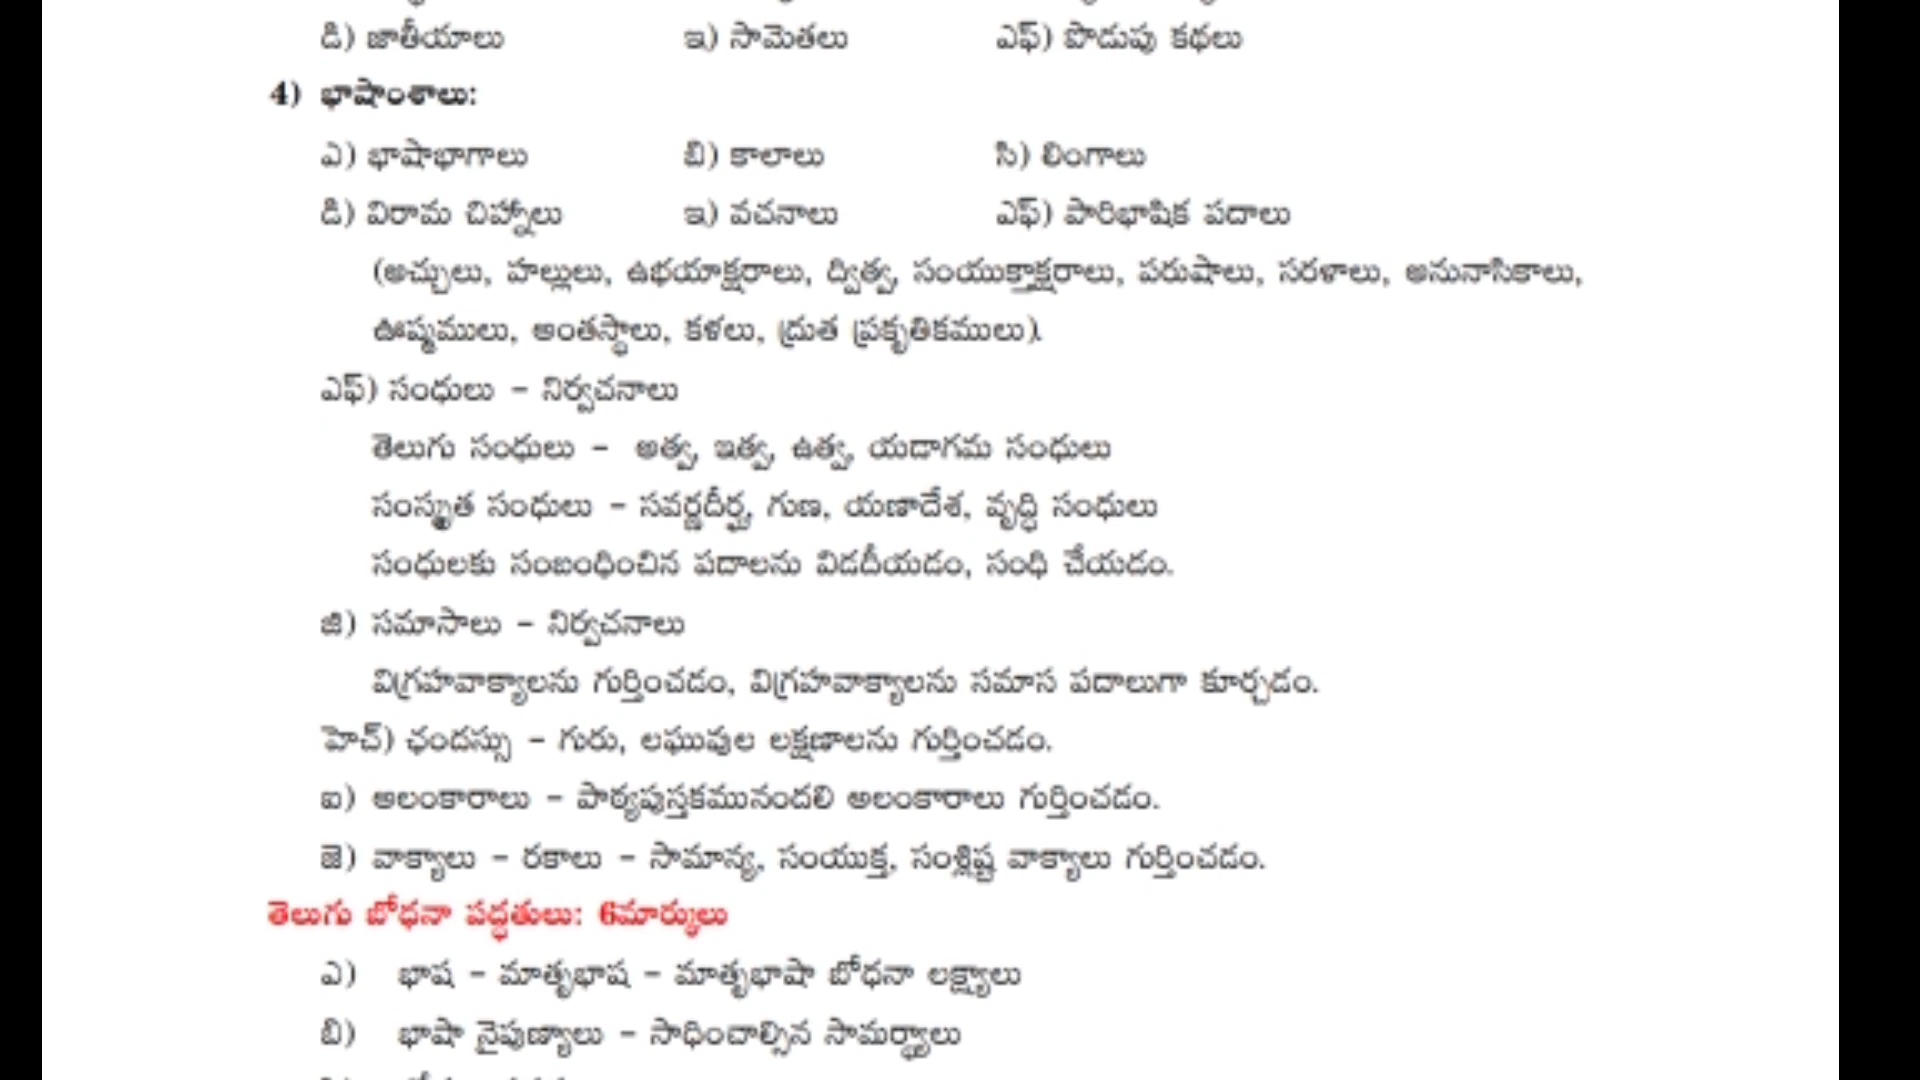 డి) జాతీయాలు ఇ) సామెతలు ఎఫ్) పొడుపు కథలు
4) భాషాంశాలు:
ఎ) భాషాభాగాలు బి) కాలాలు సి) లింగాలు
డి) విరామ చిహ్నాలు ఇ) వచనాలు ఎఫ్) పారిభాషిక పదాలు
(అచ్చులు, హల్లులు, ఉభయాక్షరాలు, ద్విత్వ, సంయుక్తాక్షరాలు, పరుషాలు, సరళాలు, అనునాసికాలు,
ఊష్మములు, అంతస్థాలు, కళలు, ద్రుత ప్రకృతికములు).
ఎఫ్) సంధులు – నిర్వచనాలు
తెలుగు సంధులు – అత్వ, ఇత్వ, ఉత్వ, యడాగమ సంధులు
సంస్కృత సంధులు – సవర్ణదీర్ఘ, గుణ, యణాదేశ, వృద్ధి సంధులు
సంధులకు సంబంధించిన పదాలను విడదీయడం, సంధి చేయడం.
జి) సమాసాలు – నిర్వచనాలు
విగ్రహవాక్యాలను గుర్తించడం, విగ్రహవాక్యాలను సమాస పదాలుగా కూర్చడం.
హెచ్) ఛందస్సు – గురు, లఘువుల లక్షణాలను గుర్తించడం.
ఐ) అలంకారాలు – పాఠ్యపుస్తకమునందలి అలంకారాలు గుర్తించడం.
జె) వాక్యాలు – రకాలు – సామాన్య, సంయుక్త, సంశ్లిష్ట వాక్యాలు గుర్తించడం.
తెలుగు బోధనా పద్ధతులు: 6మార్కులు
ఎ) భాష – మాతృభాష – మాతృభాషా బోధనా లక్ష్యాలు
బి) భాషా నైపుణ్యాలు – సాధించాల్సిన సామర్థ్యాలు